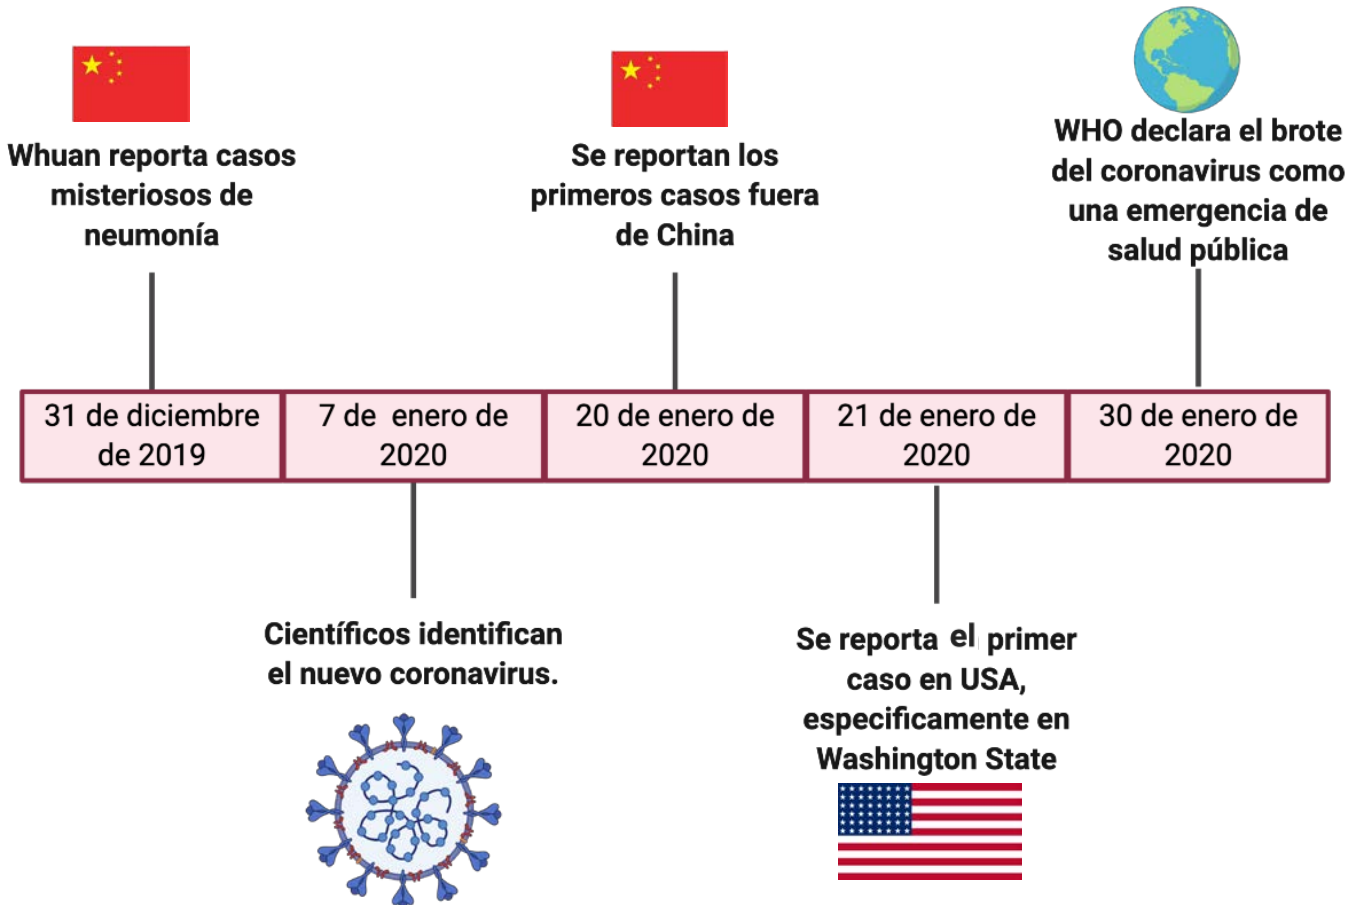 Whuan reporta casos
misteriosos de
neumonía
Se reportan los
primeros casos fuera
de China
WHO declara el brote
del coronavirus como
una emergencia de
salud pública
31 de diciembre
de 2019
7 de enero de
2020
20 de enero de
2020
21 de enero de
2020
30 de enero de
2020
Científicos identifican
el nuevo coronavirus.
Se reporta el primer
caso en USA,
especificamente en
Washington State